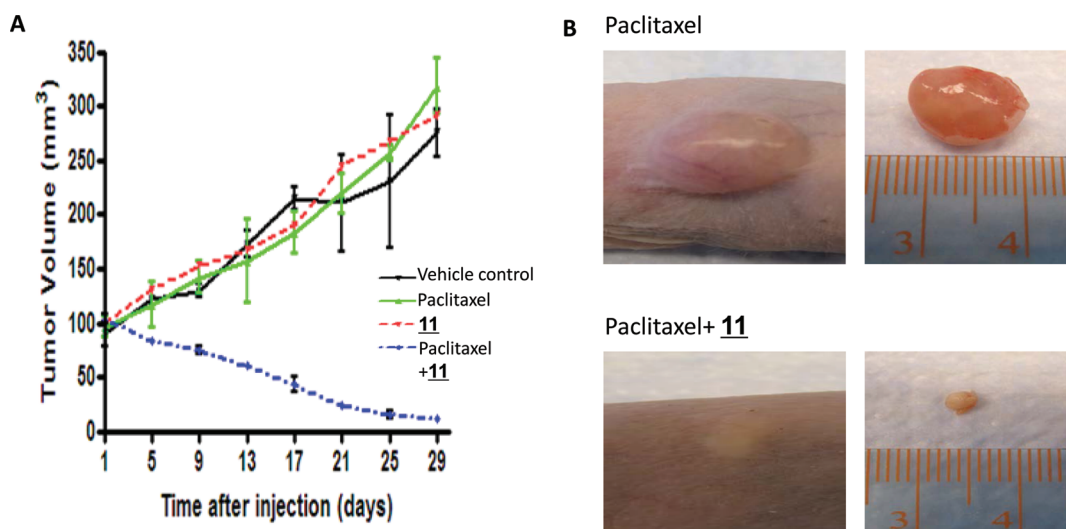 A
Tumor Volume (mm³)
350
300
250
200
150
100
50
0
1 5 9 13 17 21 25 29
Time after injection (days)
Vehicle control
Paclitaxel
11
Paclitaxel
+11
B
Paclitaxel
3 4
Paclitaxel+ 11
3 4